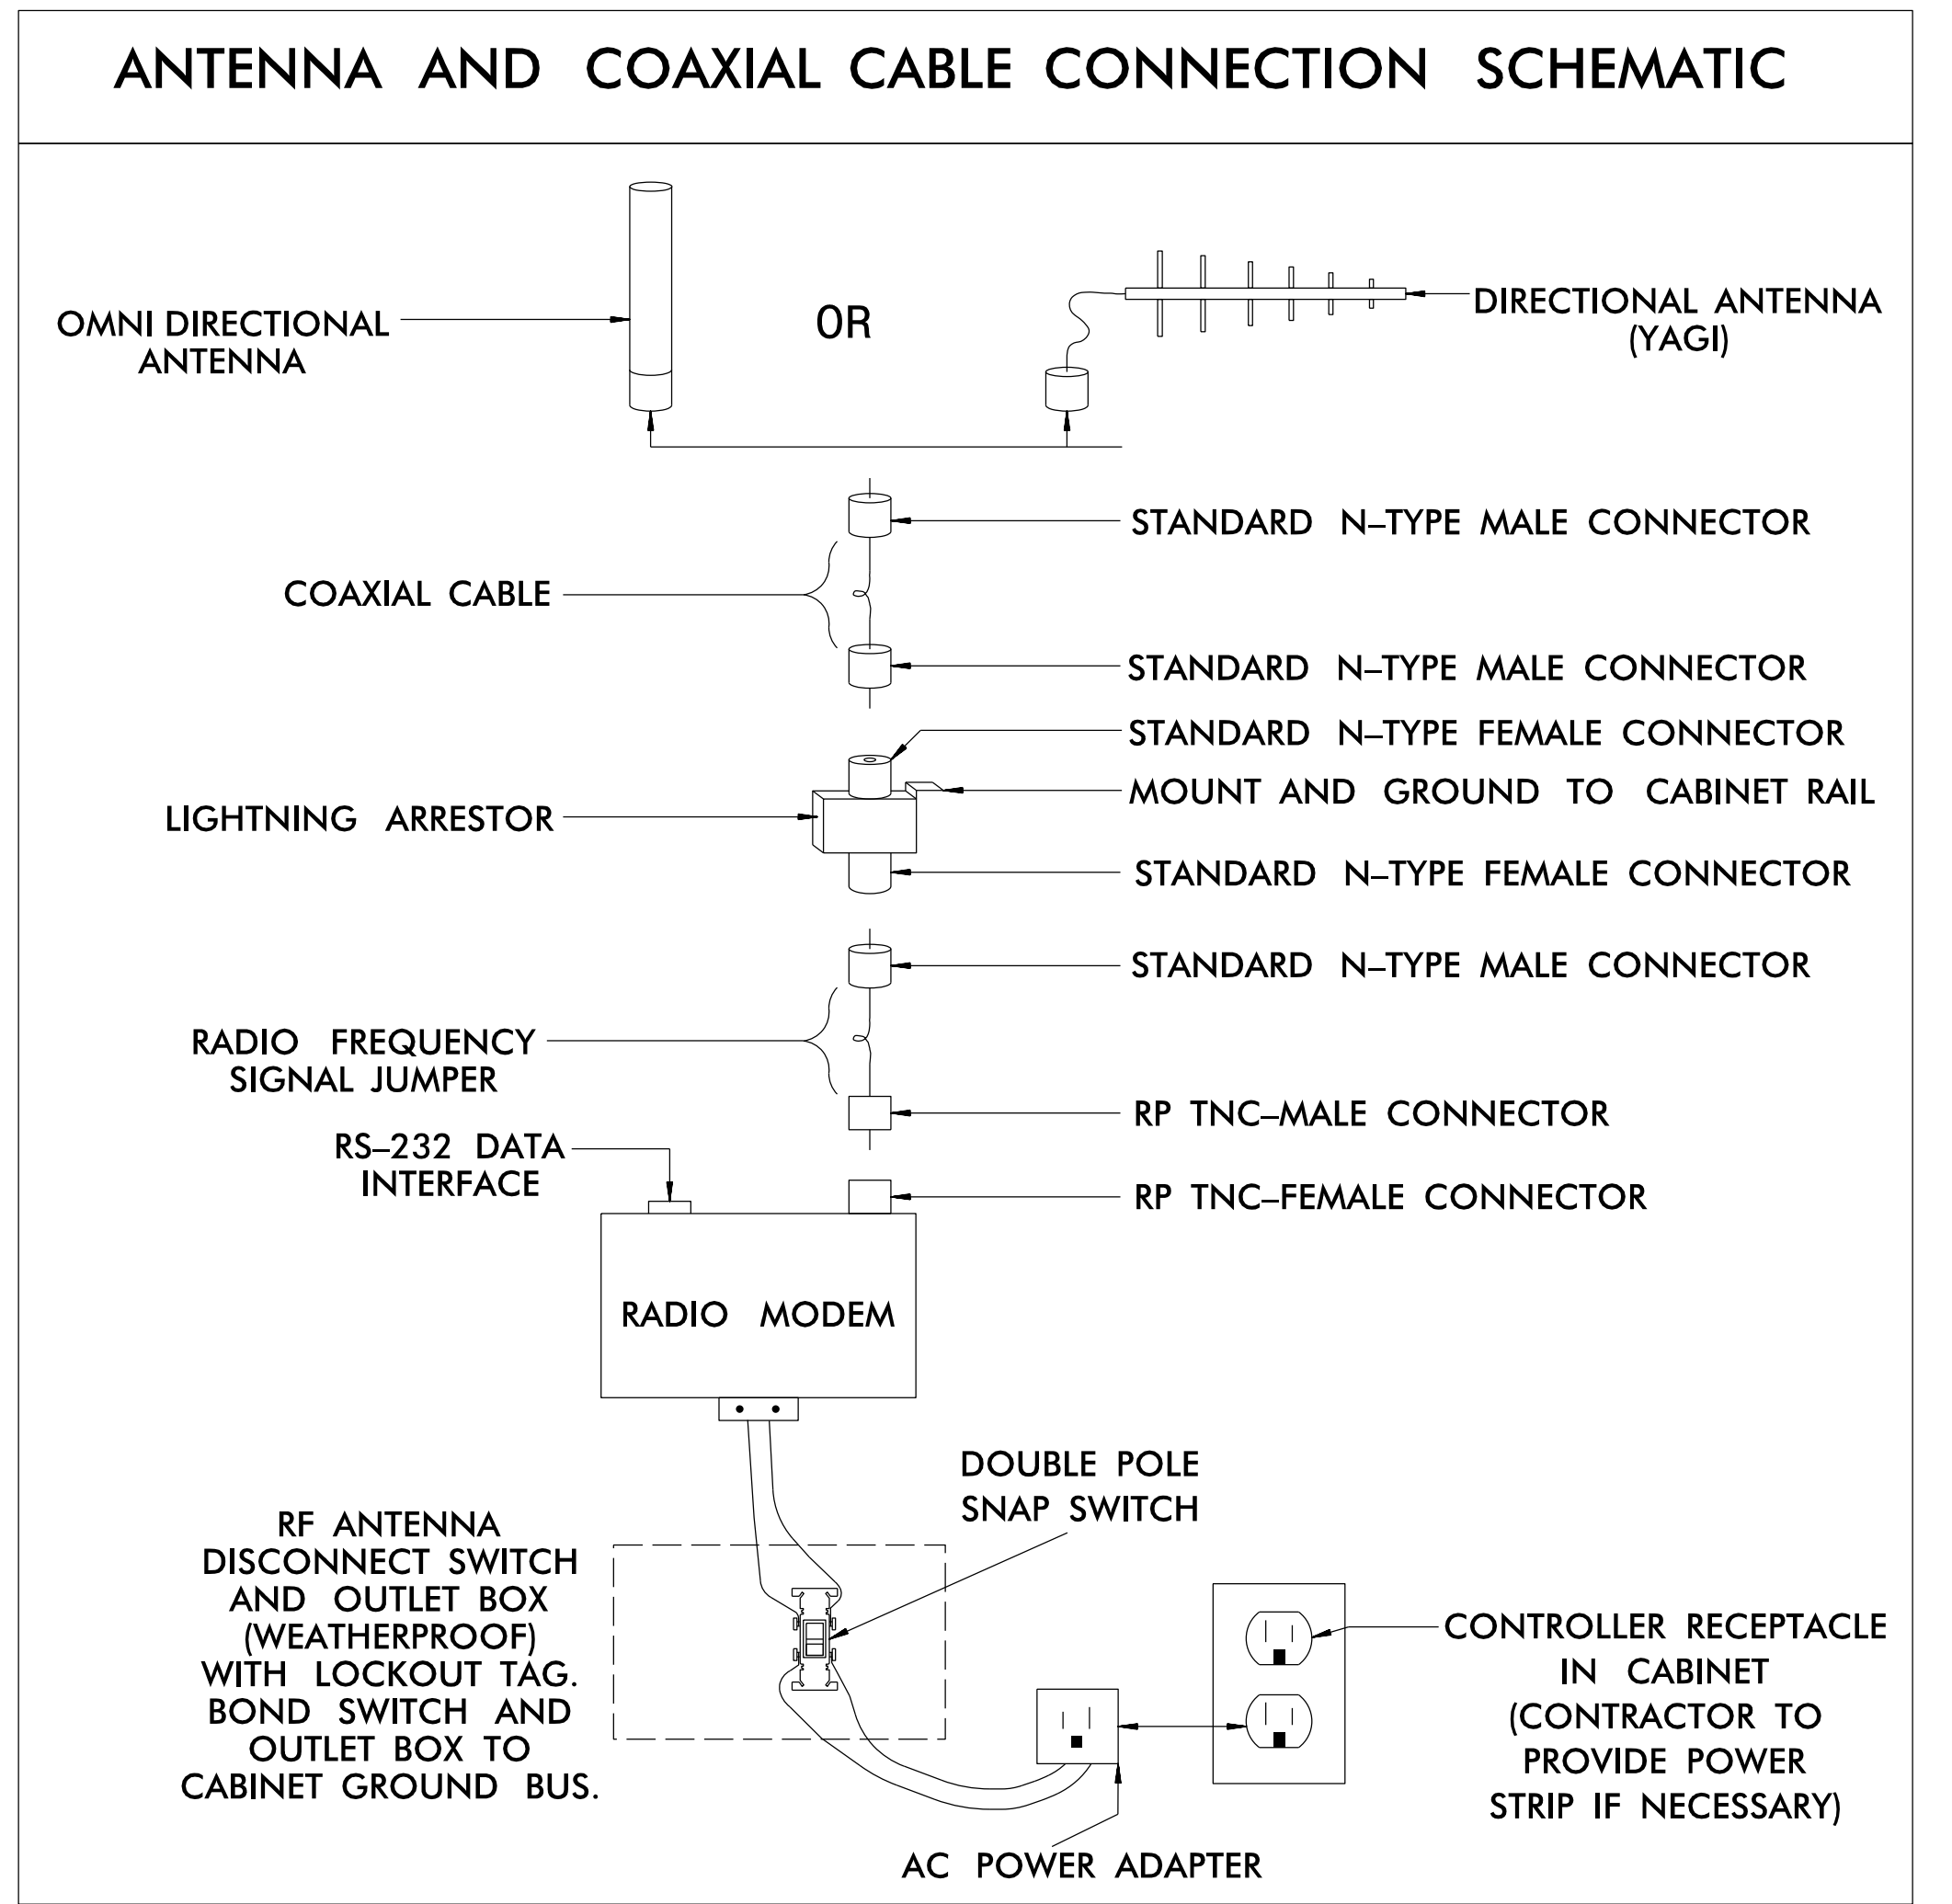 ANTENNA AND COAXIAL CABLE CONNECTION SCHEMATIC
OMNI DIRECTIONAL
ANTENNA
OR
DIRECTIONAL ANTENNA
(YAGI)
STANDARD N–TYPE MALE CONNECTOR
COAXIAL CABLE
STANDARD N–TYPE MALE CONNECTOR
STANDARD N–TYPE FEMALE CONNECTOR
MOUNT AND GROUND TO CABINET RAIL
LIGHTNING ARRESTOR
STANDARD N–TYPE FEMALE CONNECTOR
STANDARD N–TYPE MALE CONNECTOR
RADIO FREQUENCY
SIGNAL JUMPER
RP TNC–MALE CONNECTOR
RS–232 DATA
INTERFACE
RP TNC–FEMALE CONNECTOR
RADIO MODEM
DOUBLE POLE
SNAP SWITCH
RF ANTENNA
DISCONNECT SWITCH
AND OUTLET BOX
(WEATHERPROOF)
WITH LOCKOUT TAG.
BOND SWITCH AND
OUTLET BOX TO
CABINET GROUND BUS.
CONTROLLER RECEPTACLE
IN CABINET
(CONTRACTOR TO
PROVIDE POWER
STRIP IF NECESSARY)
AC POWER ADAPTER